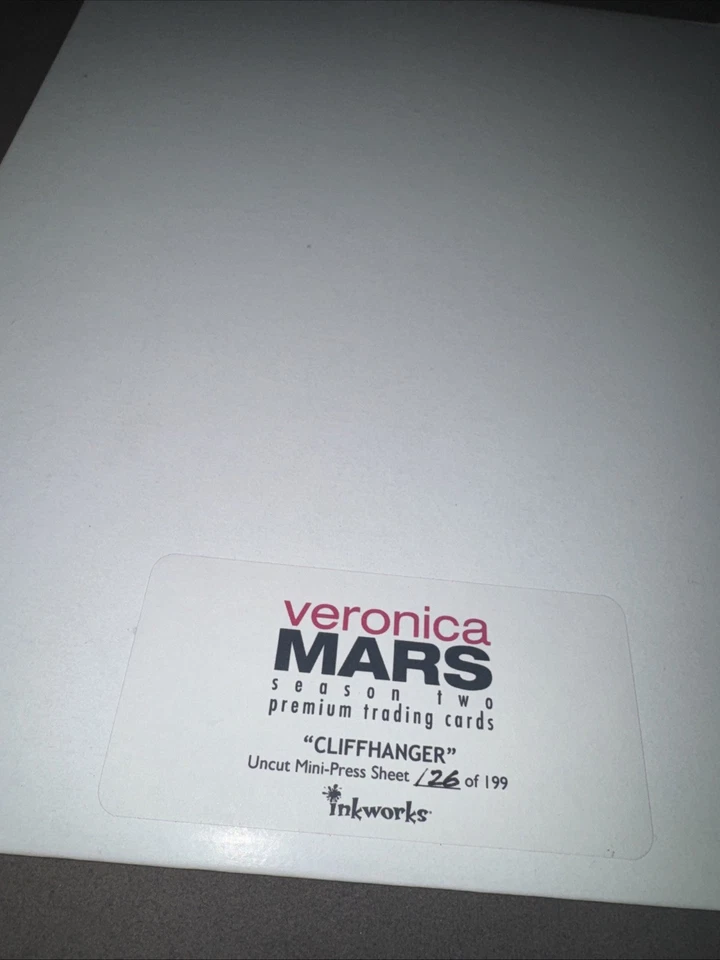 veronica
MARS
season two
premium trading cards
"CLIFFHANGER"
Uncut Mini-Press Sheet 126 of 199
inkworks